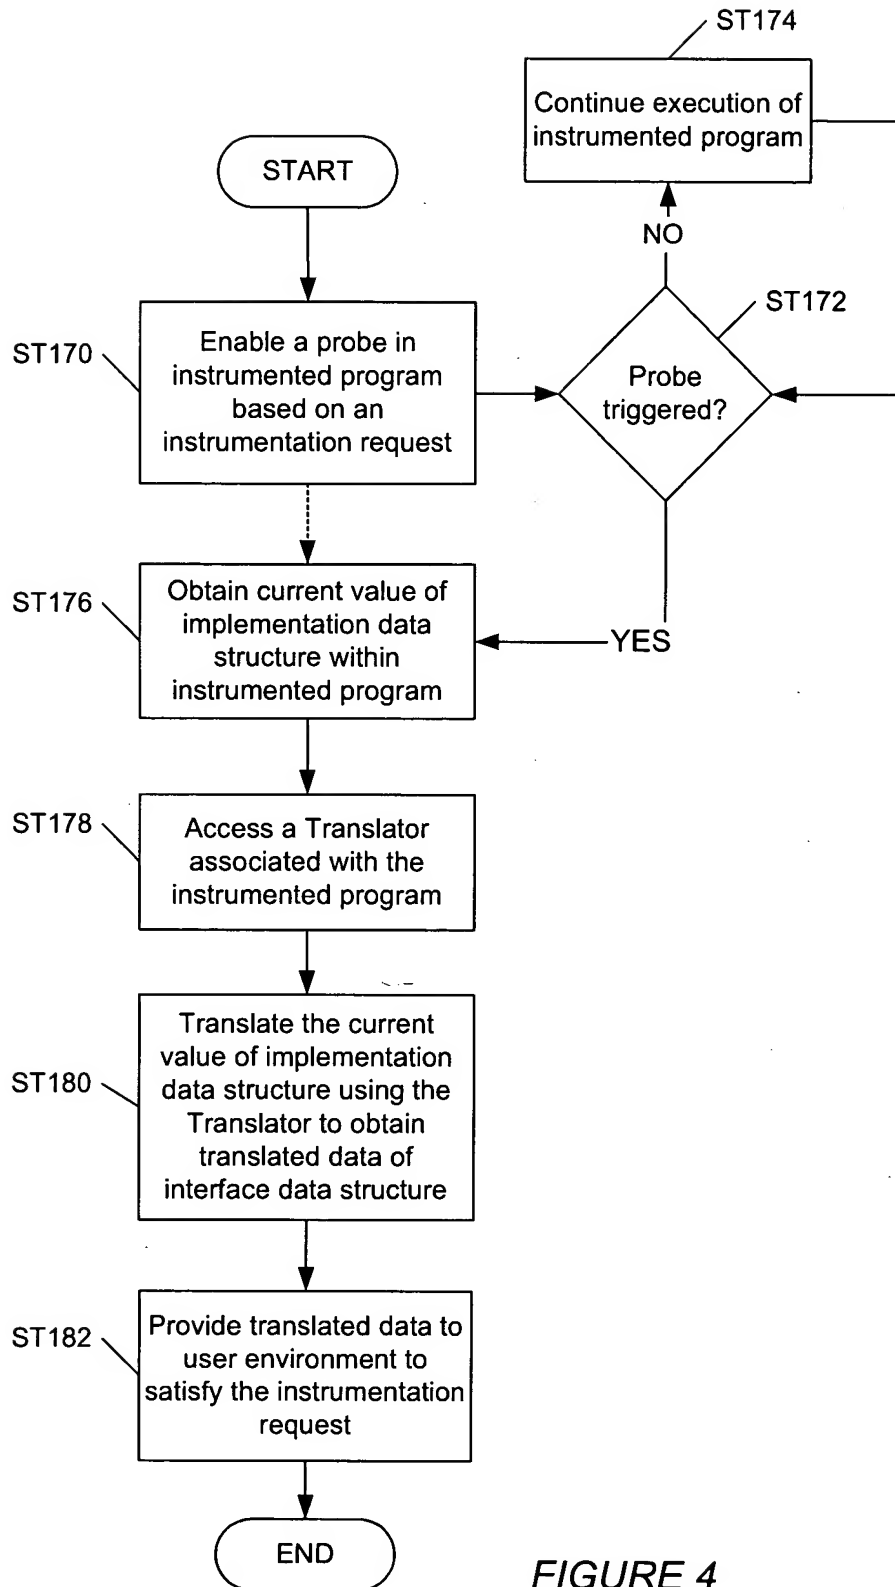 ST174
Continue execution of
instrumented program
START
NO
ST172
ST170
Enable a probe in
instrumented program
based on an
instrumentation request
Probe
triggered?
ST176
Obtain current value of
implementation data
structure within
instrumented program
YES
ST178
Access a Translator
associated with the
instrumented program
ST180
Translate the current
value of implementation
data structure using the
Translator to obtain
translated data of
interface data structure
ST182
Provide translated data to
user environment to
satisfy the instrumentation
request
END
FIGURE 4